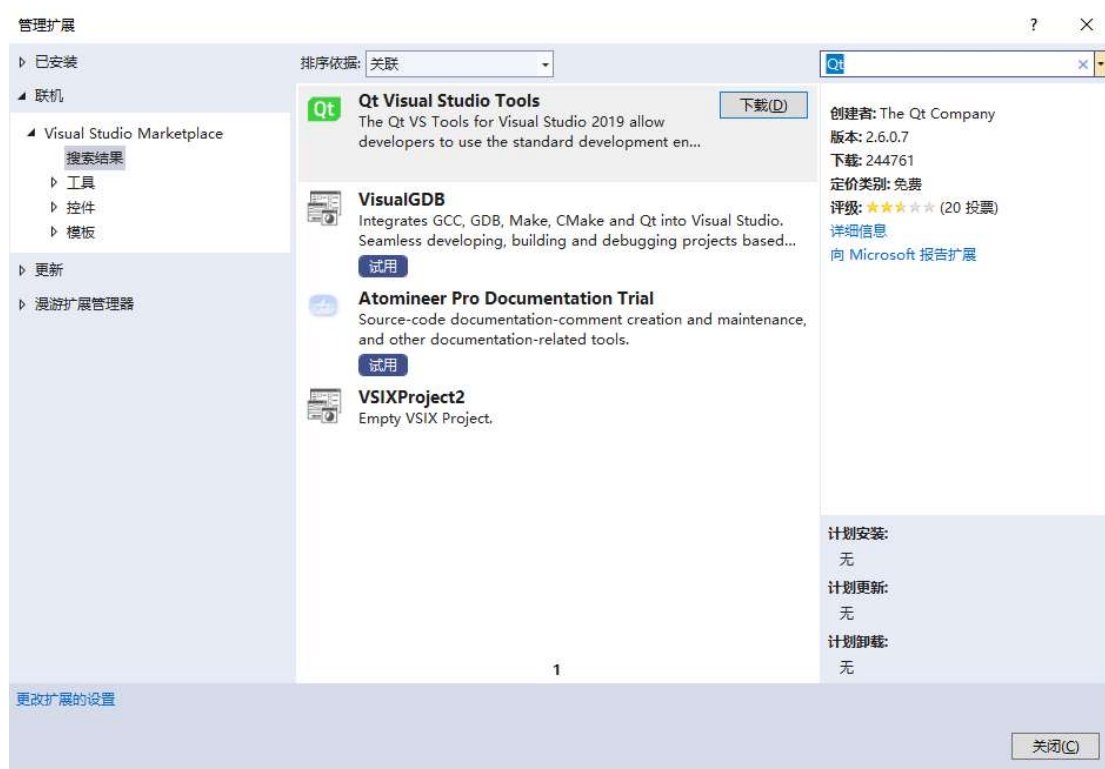 管理扩展
?
已安装
联机
Visual Studio Marketplace
搜索结果
工具
控件
模板
更新
漫游扩展管理器
排序依据: 关联
Qt
Qt Visual Studio Tools
下载(D)
The Qt VS Tools for Visual Studio 2019 allow
developers to use the standard development en...
VisualGDB
Integrates GCC, GDB, Make, CMake and Qt into Visual Studio.
Seamless developing, building and debugging projects based...
试用
Atomineer Pro Documentation Trial
Source-code documentation-comment creation and maintenance,
and other documentation-related tools.
试用
VSIXProject2
Empty VSIX Project.
1
Qt
创建者: The Qt Company
版本: 2.6.0.7
下载: 244761
定价类别: 免费
评级: (20 投票)
详细信息
向 Microsoft 报告扩展
计划安装:
无
计划更新:
无
计划卸载:
无
更改扩展的设置
关闭(C)